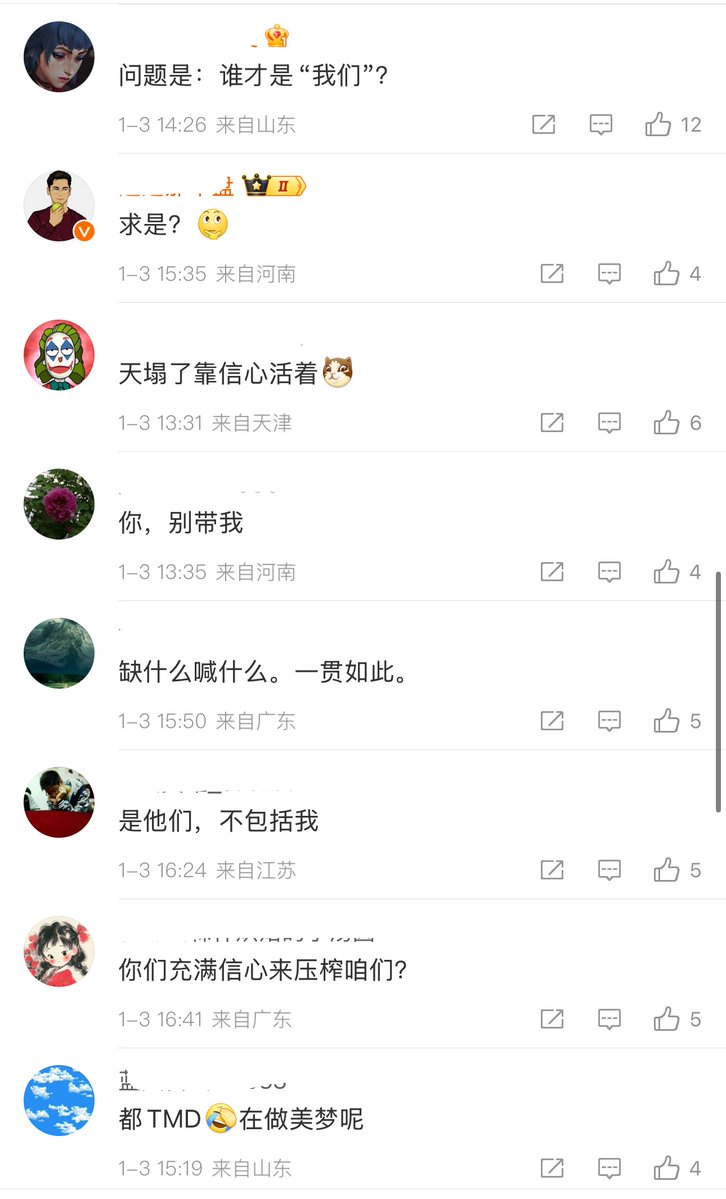 问题是：谁才是“我们”？
1-3 14:26 来自山东
12
盘
II
求是？
1-3 15:35 来自河南
4
天塌了靠信心活着
1-3 13:31 来自天津
6
你，别带我
1-3 13:35 来自河南
4
缺什么喊什么。一贯如此。
1-3 15:50 来自广东
5
是他们，不包括我
1-3 16:24 来自江苏
5
你们充满信心来压榨咱们？
1-3 16:41 来自广东
5
蓝
都TMD在做美梦呢
1-3 15:19 来自山东
4